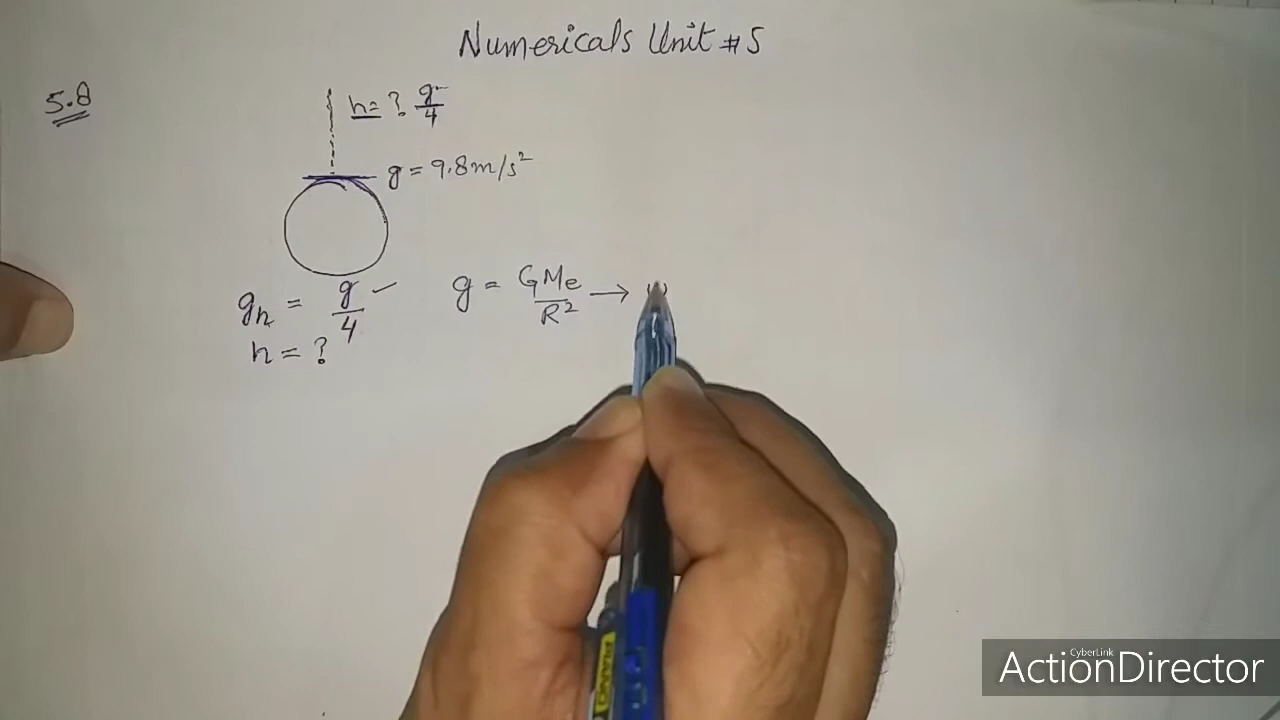 Numericals Unit #5
5.8
h = ? g/4
g = 9.8 m/s²
gh = g/4
g = GMe/R² →
h = ?
CyberLink
ActionDirector